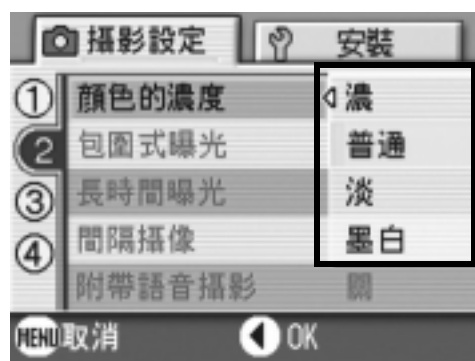 攝影設定 安裝
1 顏色的濃度 濃
2 包圍式曝光 普通
3 長時間曝光 淡
4 間隔攝像 墨白
附帶語音攝影 關
MENU取消 OK